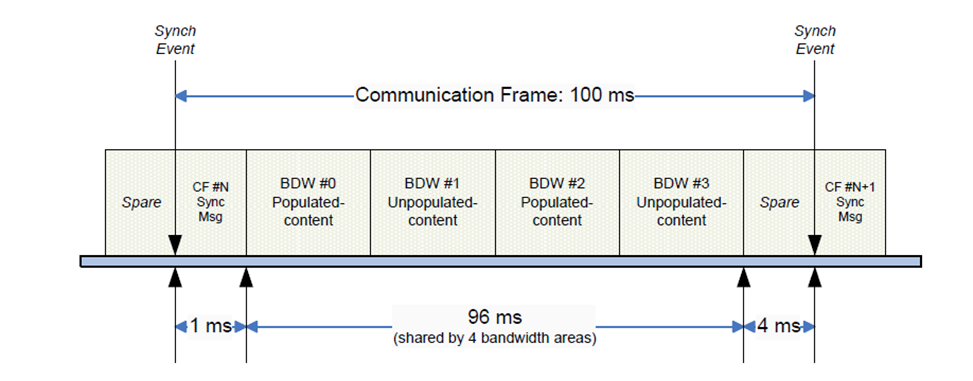 Synch
Event
Synch
Event
Communication Frame: 100 ms
Spare
CF #N
Sync
Msg
BDW #0
Populated-
content
BDW #1
Unpopulated-
content
BDW #2
Populated-
content
BDW #3
Unpopulated-
content
Spare
CF #N+1
Sync
Msg
1 ms
96 ms
(shared by 4 bandwidth areas)
4 ms